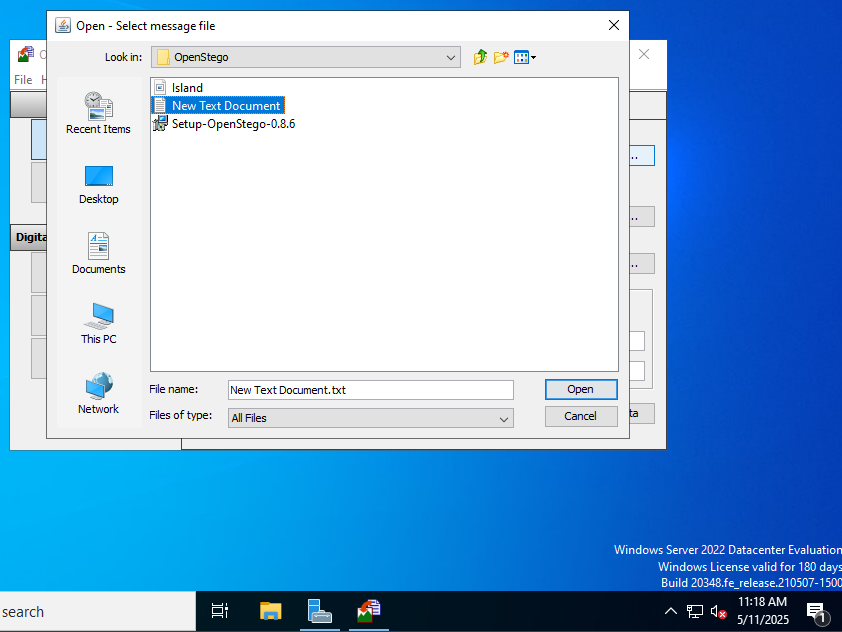 Open - Select message file
Look in:
OpenStego
File
Recent Items
Desktop
Documents
This PC
Network
Island
New Text Document
Setup-OpenStego-0.8.6
Digita
..
..
..
ta
File name:
New Text Document.txt
Open
Files of type:
All Files
Cancel
Windows Server 2022 Datacenter Evaluation
Windows License valid for 180 days
Build 20348.fe_release.210507-1500
search
11:18 AM
5/11/2025
1